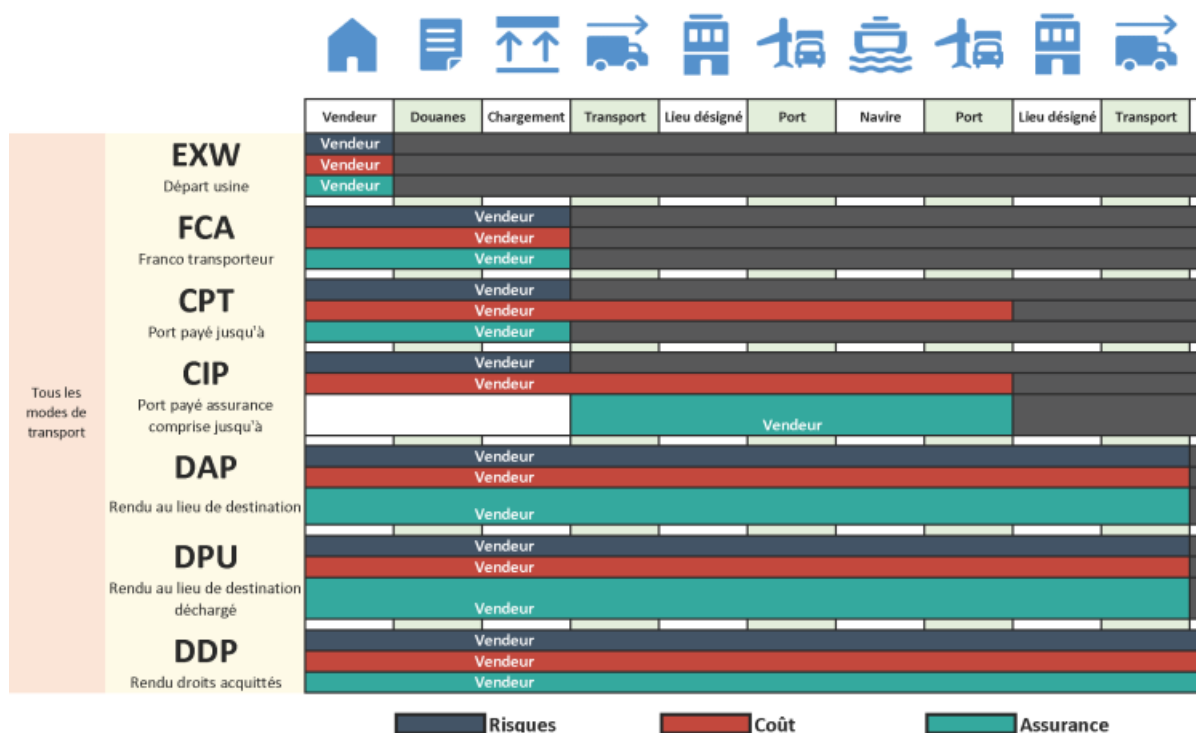 Vendeur Douanes Chargement Transport Lieu désigné Port Navire Port Lieu désigné Transport
Tous les
modes de
transport
EXW
Départ usine
Vendeur
Vendeur
Vendeur
FCA
Franco transporteur
Vendeur
Vendeur
Vendeur
CPT
Port payé jusqu'à
Vendeur
Vendeur
Vendeur
CIP
Port payé assurance
comprise jusqu'à
Vendeur
Vendeur
Vendeur
DAP
Rendu au lieu de destination
Vendeur
Vendeur
Vendeur
DPU
Rendu au lieu de destination
déchargé
Vendeur
Vendeur
Vendeur
DDP
Rendu droits acquittés
Vendeur
Vendeur
Vendeur
Risques Coût Assurance